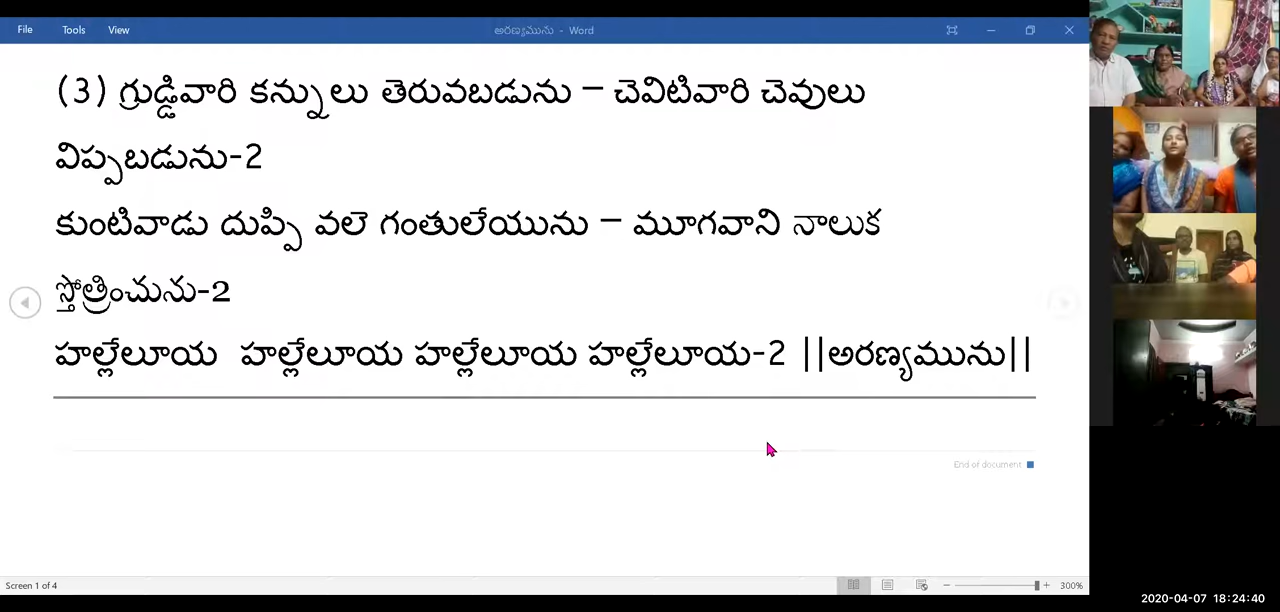 File Tools View అరణ్యమును - Word
(3) గ్రుడ్డివారి కన్నులు తెరువబడును – చెవిటివారి చెవులు
విప్పబడును-2
కుంటివాడు దుప్పి వలె గంతులేయును – మూగవాని నాలుక
స్తోత్రించును-2
హల్లేలూయ హల్లేలూయ హల్లేలూయ హల్లేలూయ-2 ||అరణ్యమును||
End of document
Screen 1 of 4 300%
2020-04-07 18:24:40